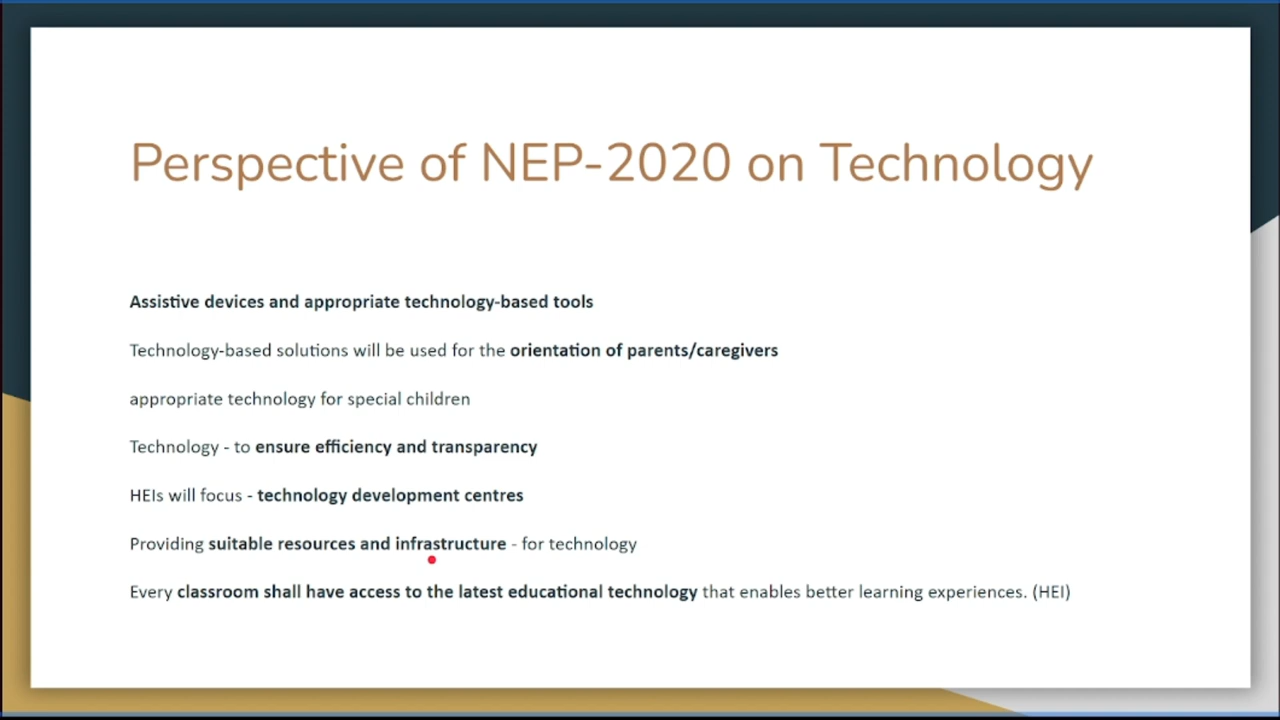 Perspective of NEP-2020 on Technology
Assistive devices and appropriate technology-based tools
Technology-based solutions will be used for the orientation of parents/caregivers
appropriate technology for special children
Technology - to ensure efficiency and transparency
HEIs will focus - technology development centres
Providing suitable resources and infrastructure - for technology
Every classroom shall have access to the latest educational technology that enables better learning experiences. (HEI)